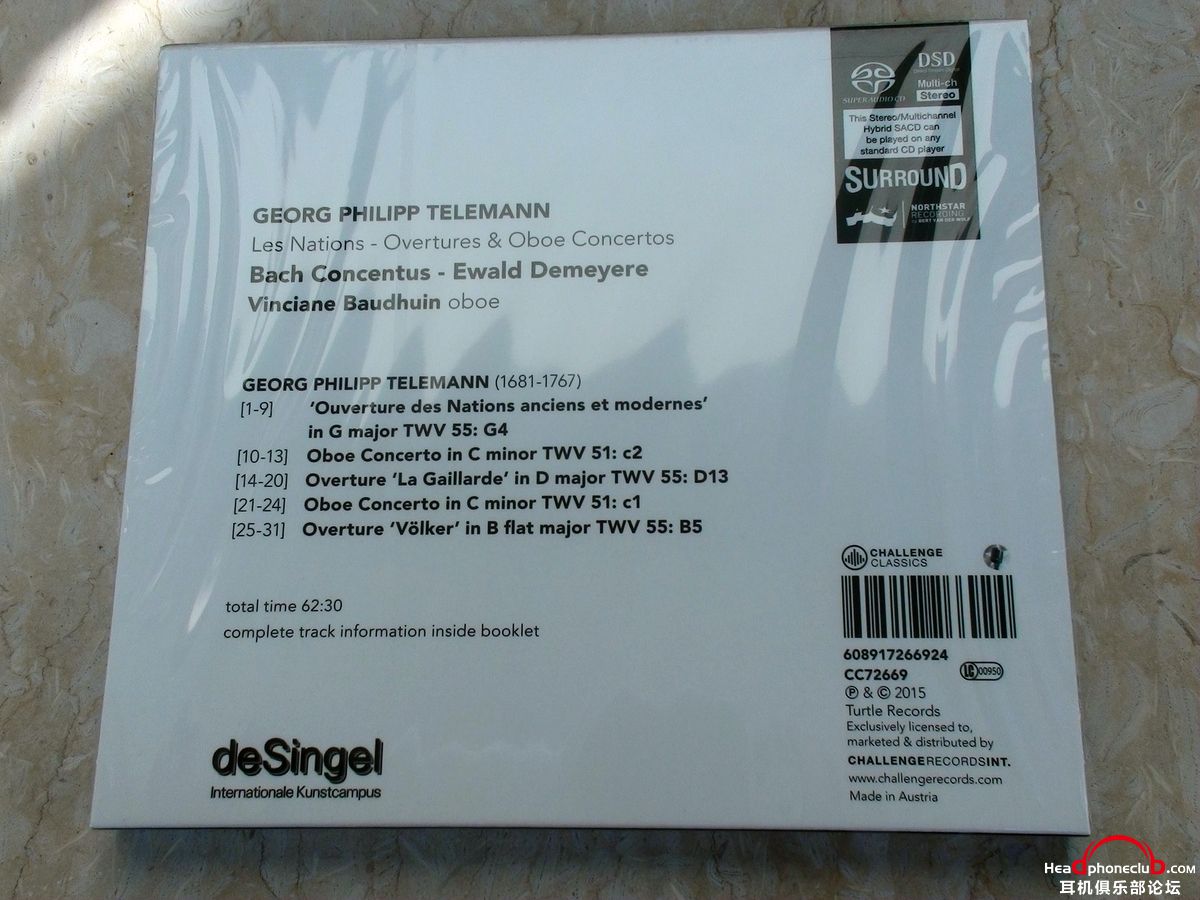 SUPER AUDIO CD
DSD
Multi-ch
Stereo
This Stereo/Multichannel
Hybrid SACD can
be played on any
standard CD player
SURROUND
NORTHSTAR
RECORDING
GEORG PHILIPP TELEMANN
Les Nations - Overtures & Oboe Concertos
Bach Concentus - Ewald Demeyere
Vinciane Baudhuin oboe
GEORG PHILIPP TELEMANN (1681-1767)
[1-9] ‘Ouverture des Nations anciens et modernes’
in G major TWV 55: G4
[10-13] Oboe Concerto in C minor TWV 51: c2
[14-20] Overture ‘La Gaillarde’ in D major TWV 55: D13
[21-24] Oboe Concerto in C minor TWV 51: c1
[25-31] Overture ‘Völker’ in B flat major TWV 55: B5
total time 62:30
complete track information inside booklet
deSingel
Internationale Kunstcampus
CHALLENGE
CLASSICS
608917266924
CC72669
LC 00950
℗ & © 2015
Turtle Records
Exclusively licensed to,
marketed & distributed by
CHALLENGERECORDSINT.
www.challengerecords.com
Made in Austria
Headphoneclub.com
耳机俱乐部论坛